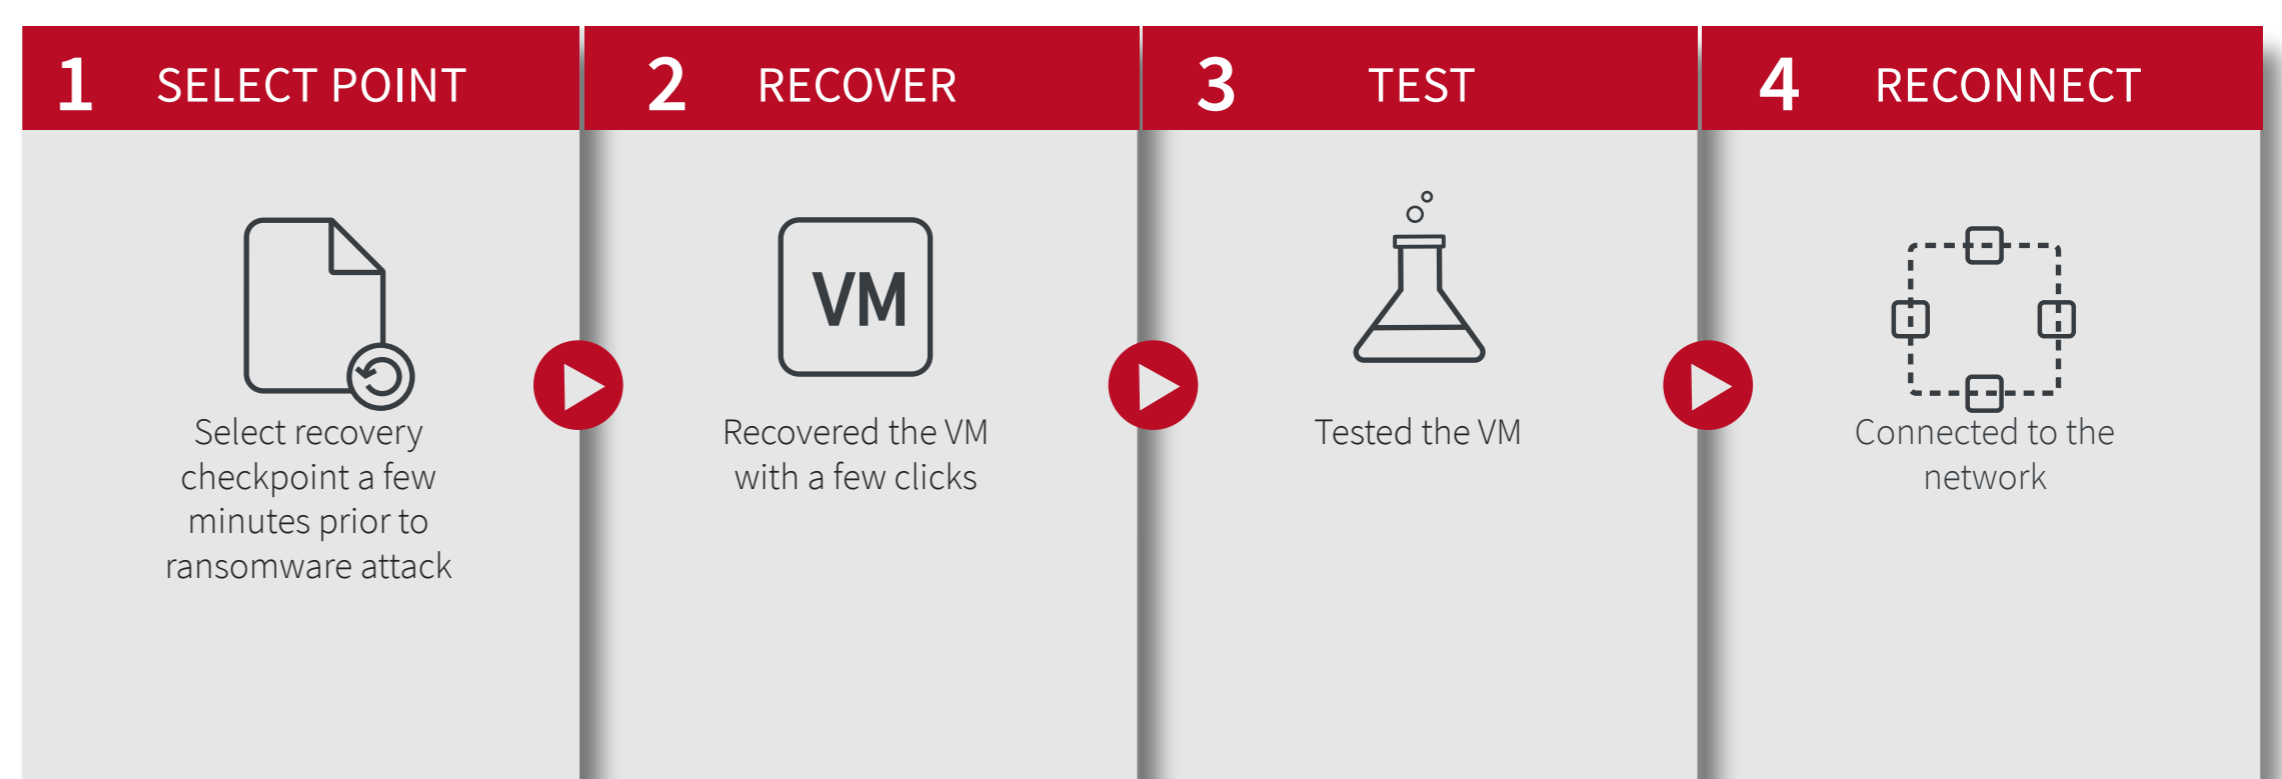 1 SELECT POINT
Select recovery
checkpoint a few
minutes prior to
ransomware attack
2 RECOVER
VM
Recovered the VM
with a few clicks
3 TEST
Tested the VM
4 RECONNECT
Connected to the
network